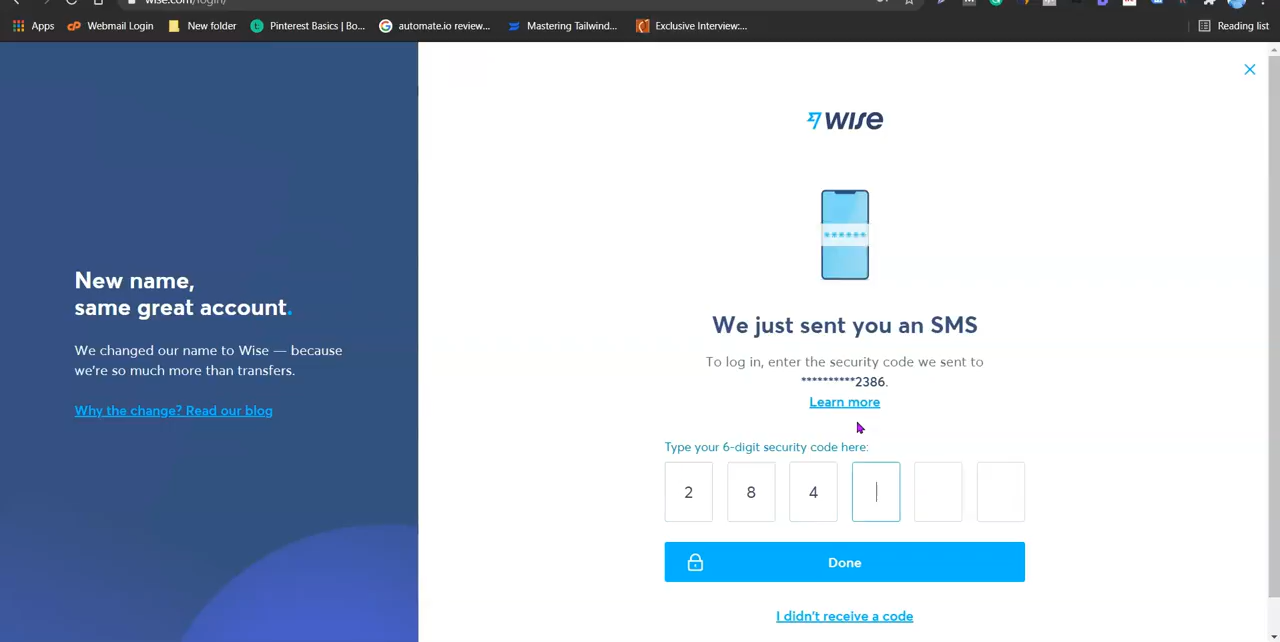 wise.com/login/
Apps
Webmail Login
New folder
Pinterest Basics | Bo...
automate.io review...
Mastering Tailwind...
Exclusive Interview:...
Reading list
wise
New name,
same great account.
We changed our name to Wise — because
we're so much more than transfers.
Why the change? Read our blog
******
We just sent you an SMS
To log in, enter the security code we sent to
**********2386.
Learn more
Type your 6-digit security code here:
2 8 4
Done
I didn't receive a code